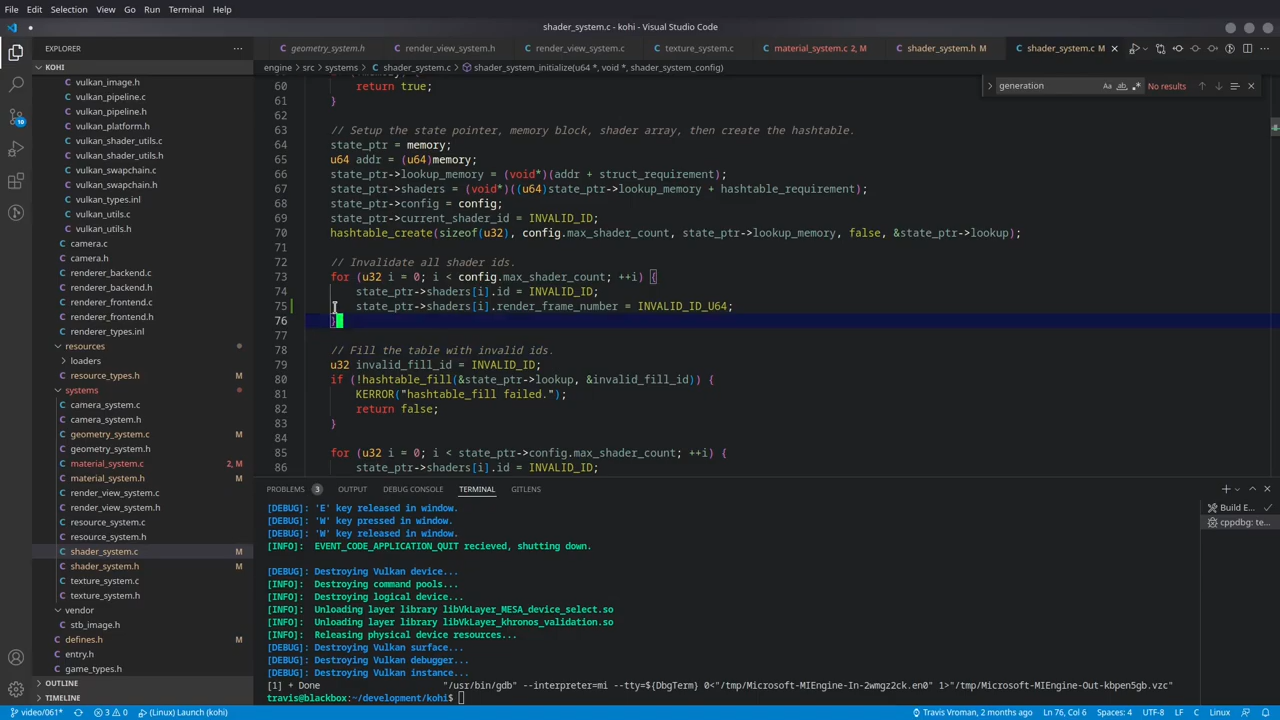 File Edit Selection View Go Run Terminal Help
shader_system.c - kohi - Visual Studio Code
EXPLORER
KOHI
vulkan_image.h
vulkan_pipeline.c
vulkan_pipeline.h
vulkan_platform.h
vulkan_shader_utils.c
vulkan_shader_utils.h
vulkan_swapchain.c
vulkan_swapchain.h
vulkan_types.inl
vulkan_utils.c
vulkan_utils.h
camera.c
camera.h
renderer_backend.c
renderer_backend.h
renderer_frontend.c
renderer_frontend.h
renderer_types.inl
resources
loaders
resource_types.h M
systems
camera_system.c
camera_system.h
geometry_system.c M
geometry_system.h
material_system.c 2, M
material_system.h M
render_view_system.c
render_view_system.h
resource_system.c
resource_system.h
shader_system.c M
shader_system.h M
texture_system.c
texture_system.h
vendor
stb_image.h
defines.h M
entry.h
game_types.h
OUTLINE
TIMELINE
geometry_system.h render_view_system.h render_view_system.c texture_system.c material_system.c 2, M shader_system.h M shader_system.c M
engine > src > systems > shader_system.c > shader_system_initialize(u64 *, void *, shader_system_config)
generation Aa ab No results
60 return true;
61 }
62
63 // Setup the state pointer, memory block, shader array, then create the hashtable.
64 state_ptr = memory;
65 u64 addr = (u64)memory;
66 state_ptr->lookup_memory = (void*)(addr + struct_requirement);
67 state_ptr->shaders = (void*)((u64)state_ptr->lookup_memory + hashtable_requirement);
68 state_ptr->config = config;
69 state_ptr->current_shader_id = INVALID_ID;
70 hashtable_create(sizeof(u32), config.max_shader_count, state_ptr->lookup_memory, false, &state_ptr->lookup);
71
72 // Invalidate all shader ids.
73 for (u32 i = 0; i < config.max_shader_count; ++i) {
74 state_ptr->shaders[i].id = INVALID_ID;
75 state_ptr->shaders[i].render_frame_number = INVALID_ID_U64;
76 }
77
78 // Fill the table with invalid ids.
79 u32 invalid_fill_id = INVALID_ID;
80 if (!hashtable_fill(&state_ptr->lookup, &invalid_fill_id)) {
81 KERROR("hashtable_fill failed.");
82 return false;
83 }
84
85 for (u32 i = 0; i < state_ptr->config.max_shader_count; ++i) {
86 state_ptr->shaders[i].id = INVALID_ID;
PROBLEMS 3 OUTPUT DEBUG CONSOLE TERMINAL GITLENS
[DEBUG]: 'E' key released in window.
[DEBUG]: 'W' key pressed in window.
[DEBUG]: 'W' key released in window.
[INFO]: EVENT_CODE_APPLICATION_QUIT recieved, shutting down.
[DEBUG]: Destroying Vulkan device...
[INFO]: Destroying command pools...
[INFO]: Destroying logical device...
[INFO]: Unloading layer library libVkLayer_MESA_device_select.so
[INFO]: Unloading layer library libVkLayer_khronos_validation.so
[INFO]: Releasing physical device resources...
[DEBUG]: Destroying Vulkan surface...
[DEBUG]: Destroying Vulkan debugger...
[DEBUG]: Destroying Vulkan instance...
[1] + Done "/usr/bin/gdb" --interpreter=mi --tty=${DbgTerm} 0<"/tmp/Microsoft-MIEngine-In-2wmgz2ck.en0" 1>"/tmp/Microsoft-MIEngine-Out-kbpen5gb.vzc"
travis@blackbox:~/development/kohi$
Build E...
cppdbg: te...
10
video/061* 3 0 (Linux) Launch (kohi) Travis Vroman, 2 months ago Ln 76, Col 6 Spaces: 4 UTF-8 LF C Linux